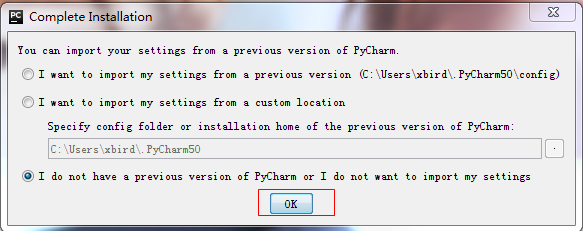 PC Complete Installation
You can import your settings from a previous version of PyCharm.
I want to import my settings from a previous version (C:\Users\xbird\.PyCharm50\config)
I want to import my settings from a custom location
Specify config folder or installation home of the previous version of PyCharm:
C:\Users\xbird\.PyCharm50
.
I do not have a previous version of PyCharm or I do not want to import my settings
OK